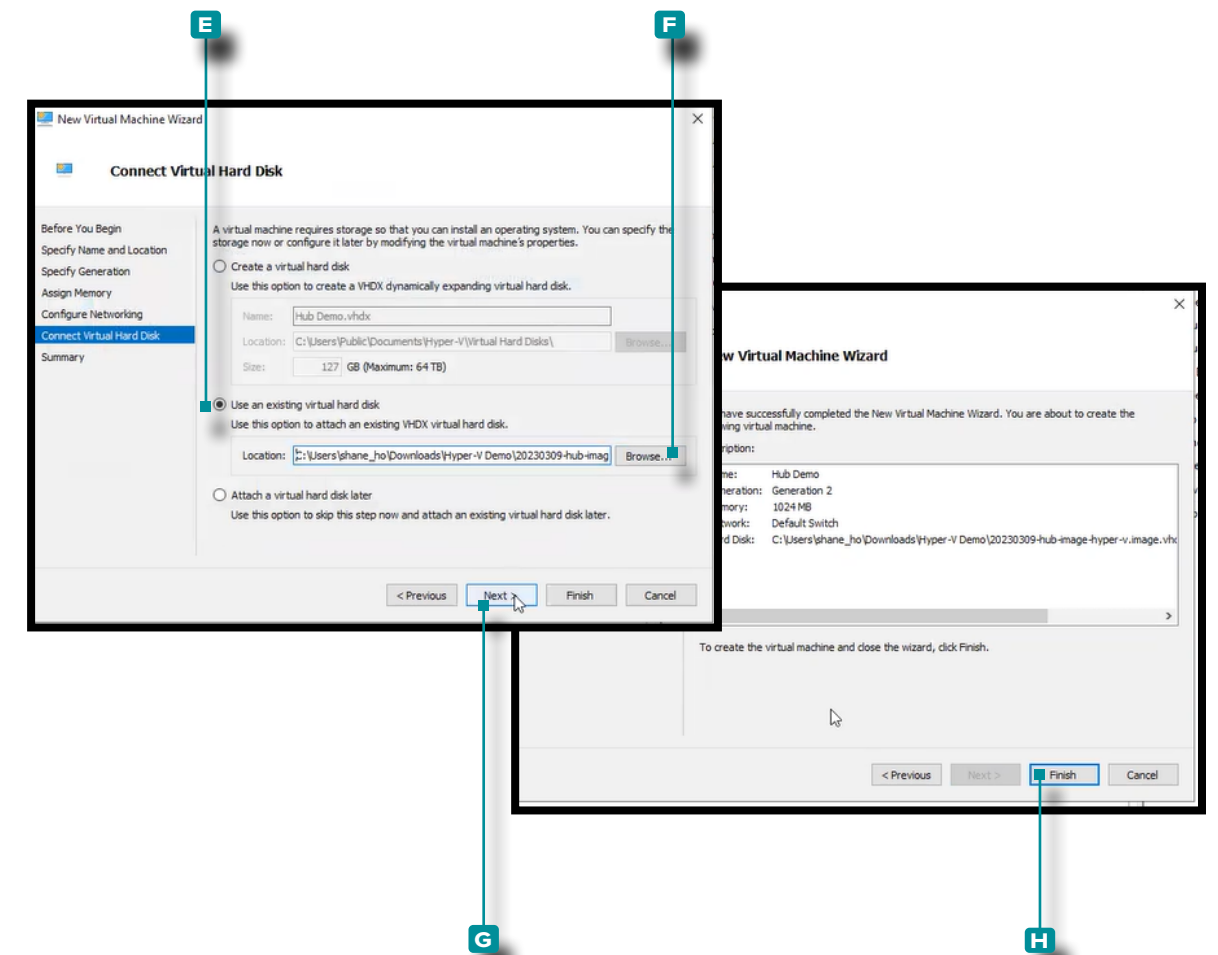 E
F
New Virtual Machine Wizard
Connect Virtual Hard Disk
Before You Begin
Specify Name and Location
Specify Generation
Assign Memory
Configure Networking
Connect Virtual Hard Disk
Summary
A virtual machine requires storage so that you can install an operating system. You can specify the
storage now or configure it later by modifying the virtual machine's properties.
Create a virtual hard disk
Use this option to create a VHDX dynamically expanding virtual hard disk.
Name: Hub Demo.vhdx
Location: C:\Users\Public\Documents\Hyper-V\Virtual Hard Disks\ Browse...
Size: 127 GB (Maximum: 64 TB)
Use an existing virtual hard disk
Use this option to attach an existing VHDX virtual hard disk.
Location: C:\Users\shane_ho\Downloads\Hyper-V Demo\20230309-hub-imag Browse...
Attach a virtual hard disk later
Use this option to skip this step now and attach an existing virtual hard disk later.
< Previous Next > Finish Cancel
ew Virtual Machine Wizard
have successfully completed the New Virtual Machine Wizard. You are about to create the
wing virtual machine.
ription:
me: Hub Demo
neration: Generation 2
mory: 1024 MB
twork: Default Switch
rd Disk: C:\Users\shane_ho\Downloads\Hyper-V Demo\20230309-hub-image-hyper-v.image.vhd
To create the virtual machine and close the wizard, click Finish.
< Previous Next > Finish Cancel
G
H